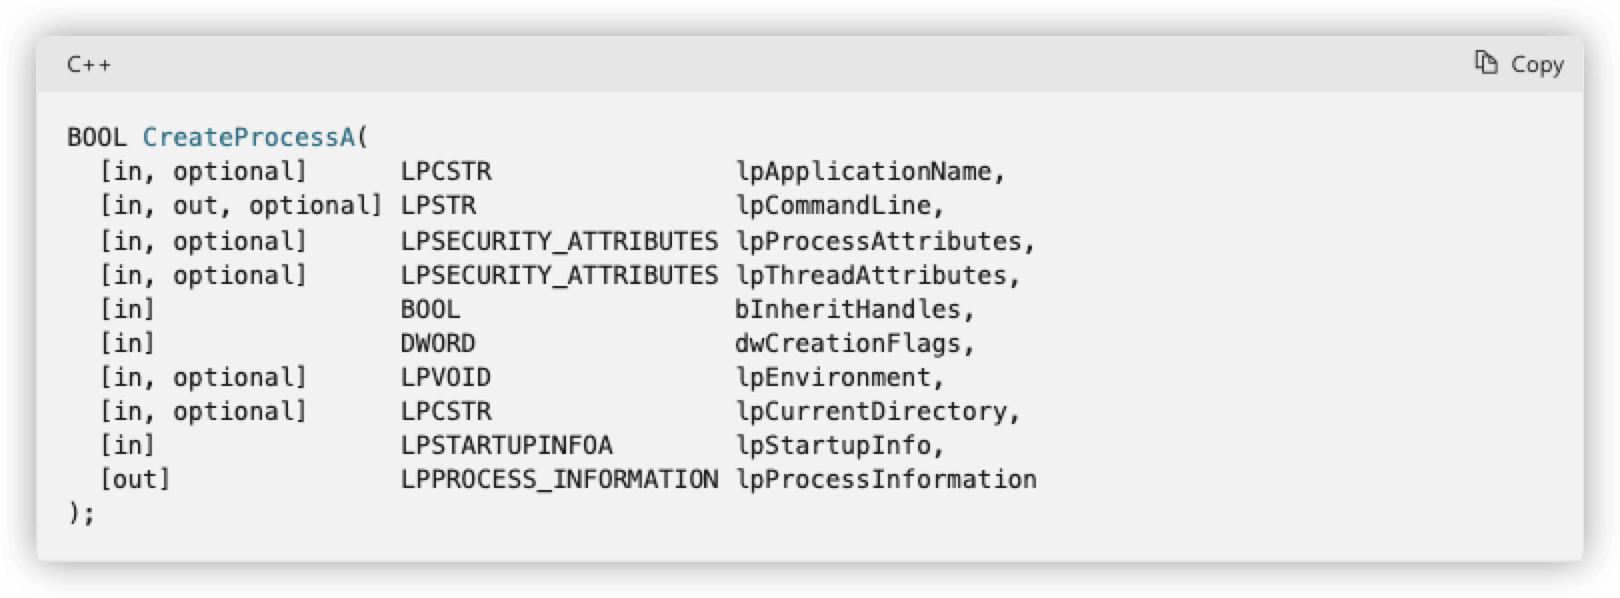 C++ Copy
BOOL CreateProcessA(
  [in, optional]      LPCSTR                lpApplicationName,
  [in, out, optional] LPSTR                 lpCommandLine,
  [in, optional]      LPSECURITY_ATTRIBUTES lpProcessAttributes,
  [in, optional]      LPSECURITY_ATTRIBUTES lpThreadAttributes,
  [in]                BOOL                  bInheritHandles,
  [in]                DWORD                 dwCreationFlags,
  [in, optional]      LPVOID                lpEnvironment,
  [in, optional]      LPCSTR                lpCurrentDirectory,
  [in]                LPSTARTUPINFOA        lpStartupInfo,
  [out]               LPPROCESS_INFORMATION lpProcessInformation
);